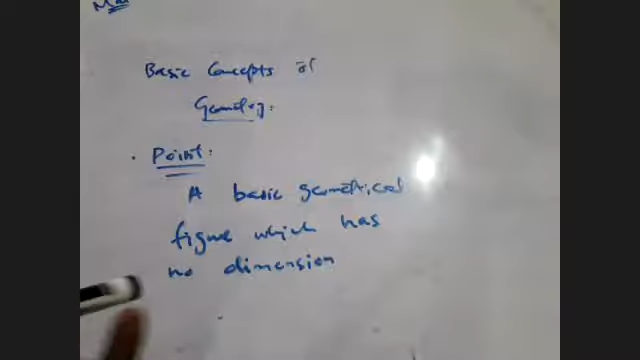 Basic Concepts of
Geometry:
. Point:
A basic geometrical
figure which has
no dimension